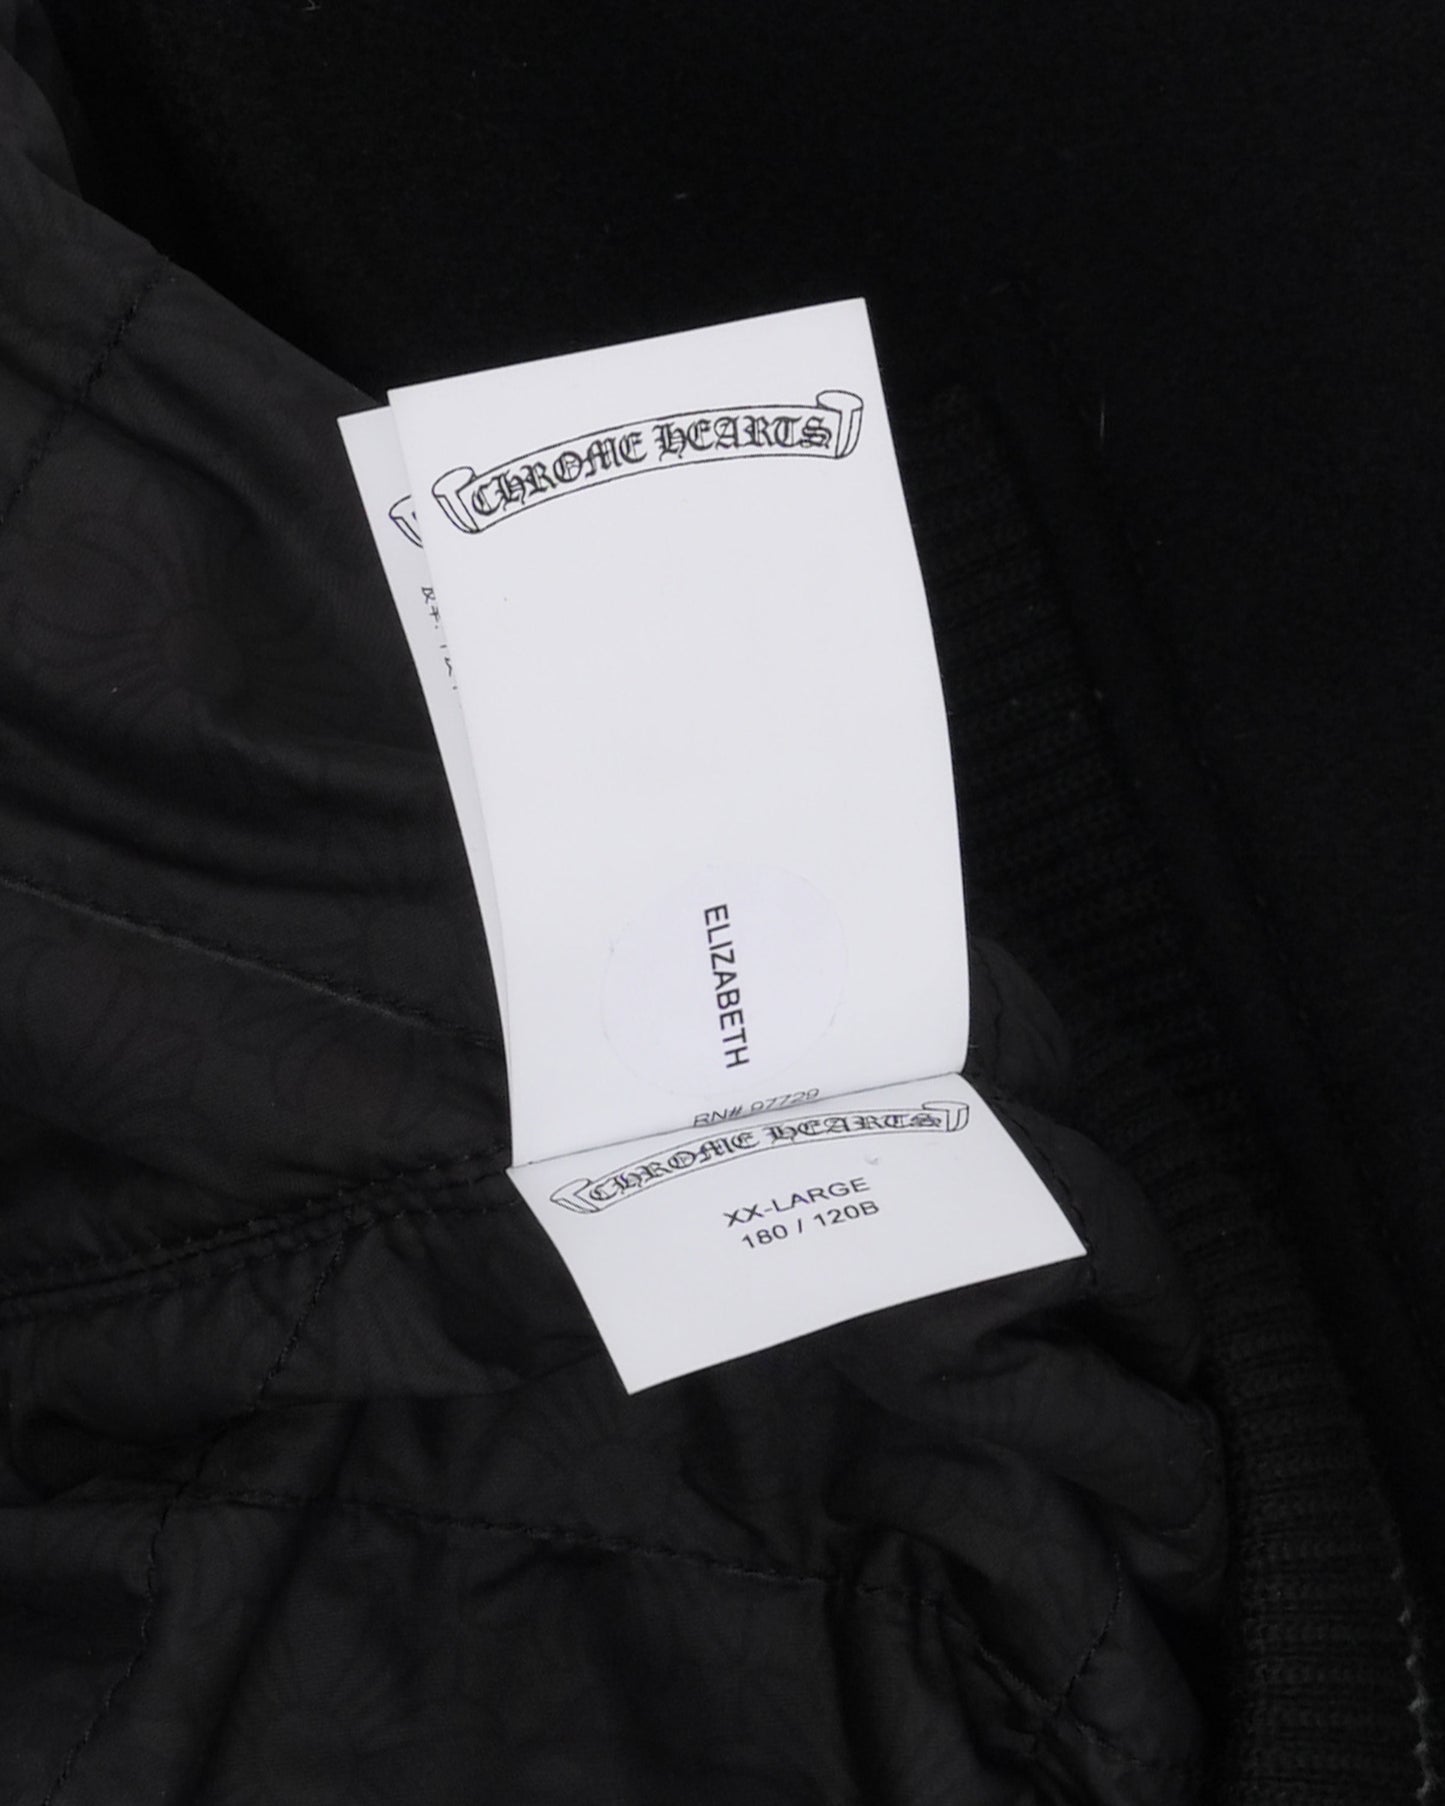 CHROME HEARTS
ELIZABETH
RN# 97729
CHROME HEARTS
XX-LARGE
180 / 120B